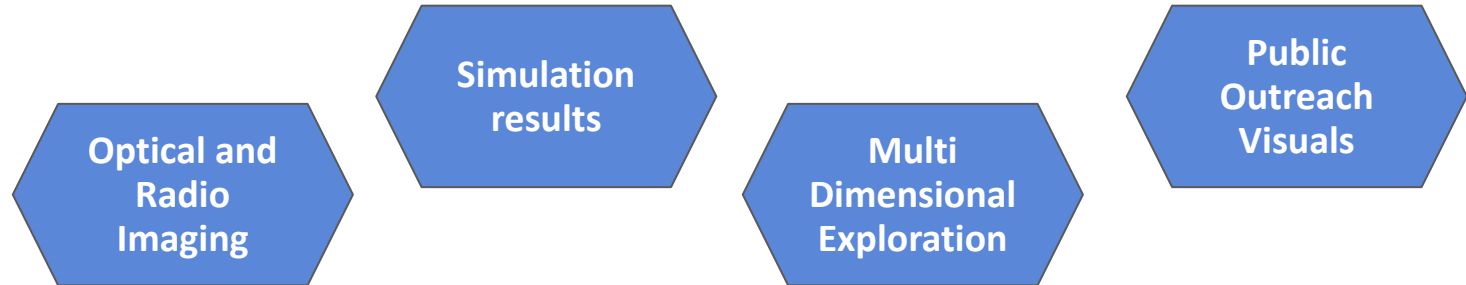 Optical and
Radio
Imaging
Simulation
results
Multi
Dimensional
Exploration
Public
Outreach
Visuals